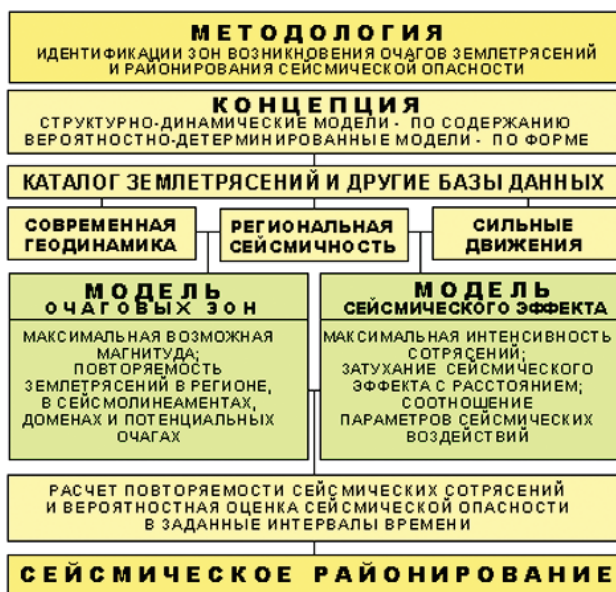 МЕТОДОЛОГИЯ
ИДЕНТИФИКАЦИИ ЗОН ВОЗНИКНОВЕНИЯ ОЧАГОВ ЗЕМЛЕТРЯСЕНИЙ
И РАЙОНИРОВАНИЯ СЕЙСМИЧЕСКОЙ ОПАСНОСТИ
КОНЦЕПЦИЯ
СТРУКТУРНО-ДИНАМИЧЕСКИЕ МОДЕЛИ - ПО СОДЕРЖАНИЮ
ВЕРОЯТНОСТНО-ДЕТЕРМИНИРОВАННЫЕ МОДЕЛИ - ПО ФОРМЕ
КАТАЛОГ ЗЕМЛЕТРЯСЕНИЙ И ДРУГИЕ БАЗЫ ДАННЫХ
СОВРЕМЕННАЯ
ГЕОДИНАМИКА
РЕГИОНАЛЬНАЯ
СЕЙСМИЧНОСТЬ
СИЛЬНЫЕ
ДВИЖЕНИЯ
МОДЕЛЬ
ОЧАГОВЫХ ЗОН
МАКСИМАЛЬНАЯ ВОЗМОЖНАЯ
МАГНИТУДА;
ПОВТОРЯЕМОСТЬ
ЗЕМЛЕТРЯСЕНИЙ В РЕГИОНЕ,
В СЕЙСМОЛИНЕАМЕНТАХ,
ДОМЕНАХ И ПОТЕНЦИАЛЬНЫХ
ОЧАГАХ
МОДЕЛЬ
СЕЙСМИЧЕСКОГО ЭФФЕКТА
МАКСИМАЛЬНАЯ ИНТЕНСИВНОСТЬ
СОТРЯСЕНИЙ;
ЗАТУХАНИЕ СЕЙСМИЧЕСКОГО
ЭФФЕКТА С РАССТОЯНИЕМ;
СООТНОШЕНИЕ
ПАРАМЕТРОВ СЕЙСМИЧЕСКИХ
ВОЗДЕЙСТВИЙ
РАСЧЕТ ПОВТОРЯЕМОСТИ СЕЙСМИЧЕСКИХ СОТРЯСЕНИЙ
И ВЕРОЯТНОСТНАЯ ОЦЕНКА СЕЙСМИЧЕСКОЙ ОПАСНОСТИ
В ЗАДАННЫЕ ИНТЕРВАЛЫ ВРЕМЕНИ
СЕЙСМИЧЕСКОЕ РАЙОНИРОВАНИЕ